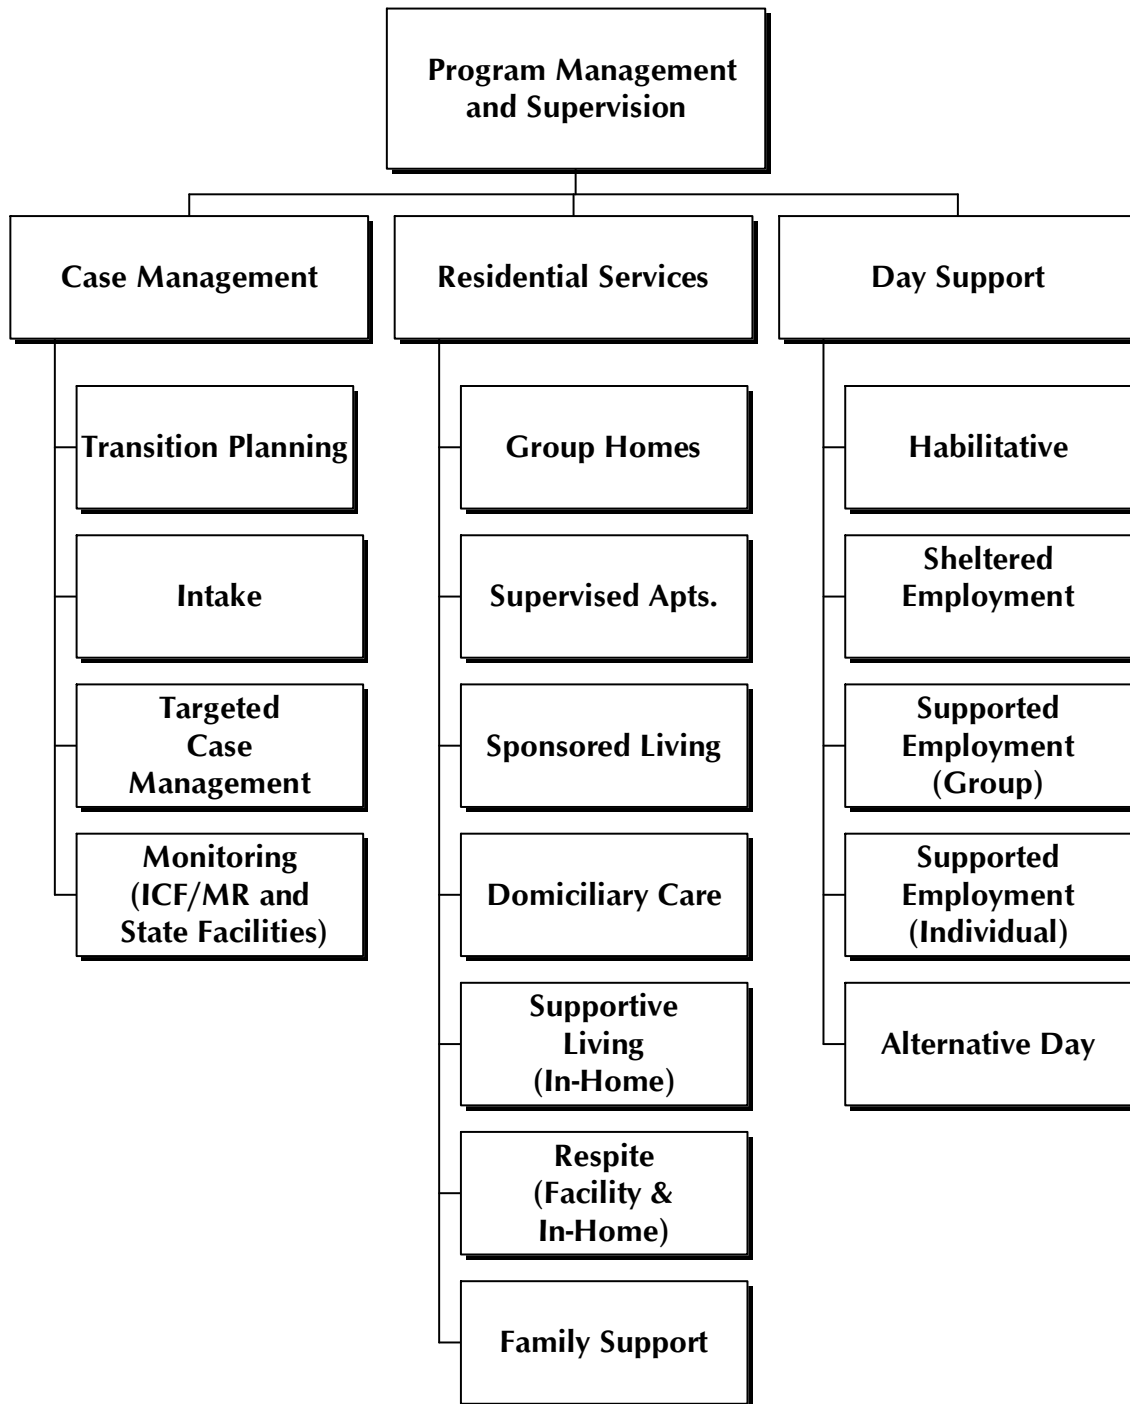 Program Management
and Supervision
Case Management
Residential Services
Day Support
Transition Planning
Intake
Targeted
Case
Management
Monitoring
(ICF/MR and
State Facilities)
Group Homes
Supervised Apts.
Sponsored Living
Domiciliary Care
Supportive
Living
(In-Home)
Respite
(Facility &
In-Home)
Family Support
Habilitative
Sheltered
Employment
Supported
Employment
(Group)
Supported
Employment
(Individual)
Alternative Day